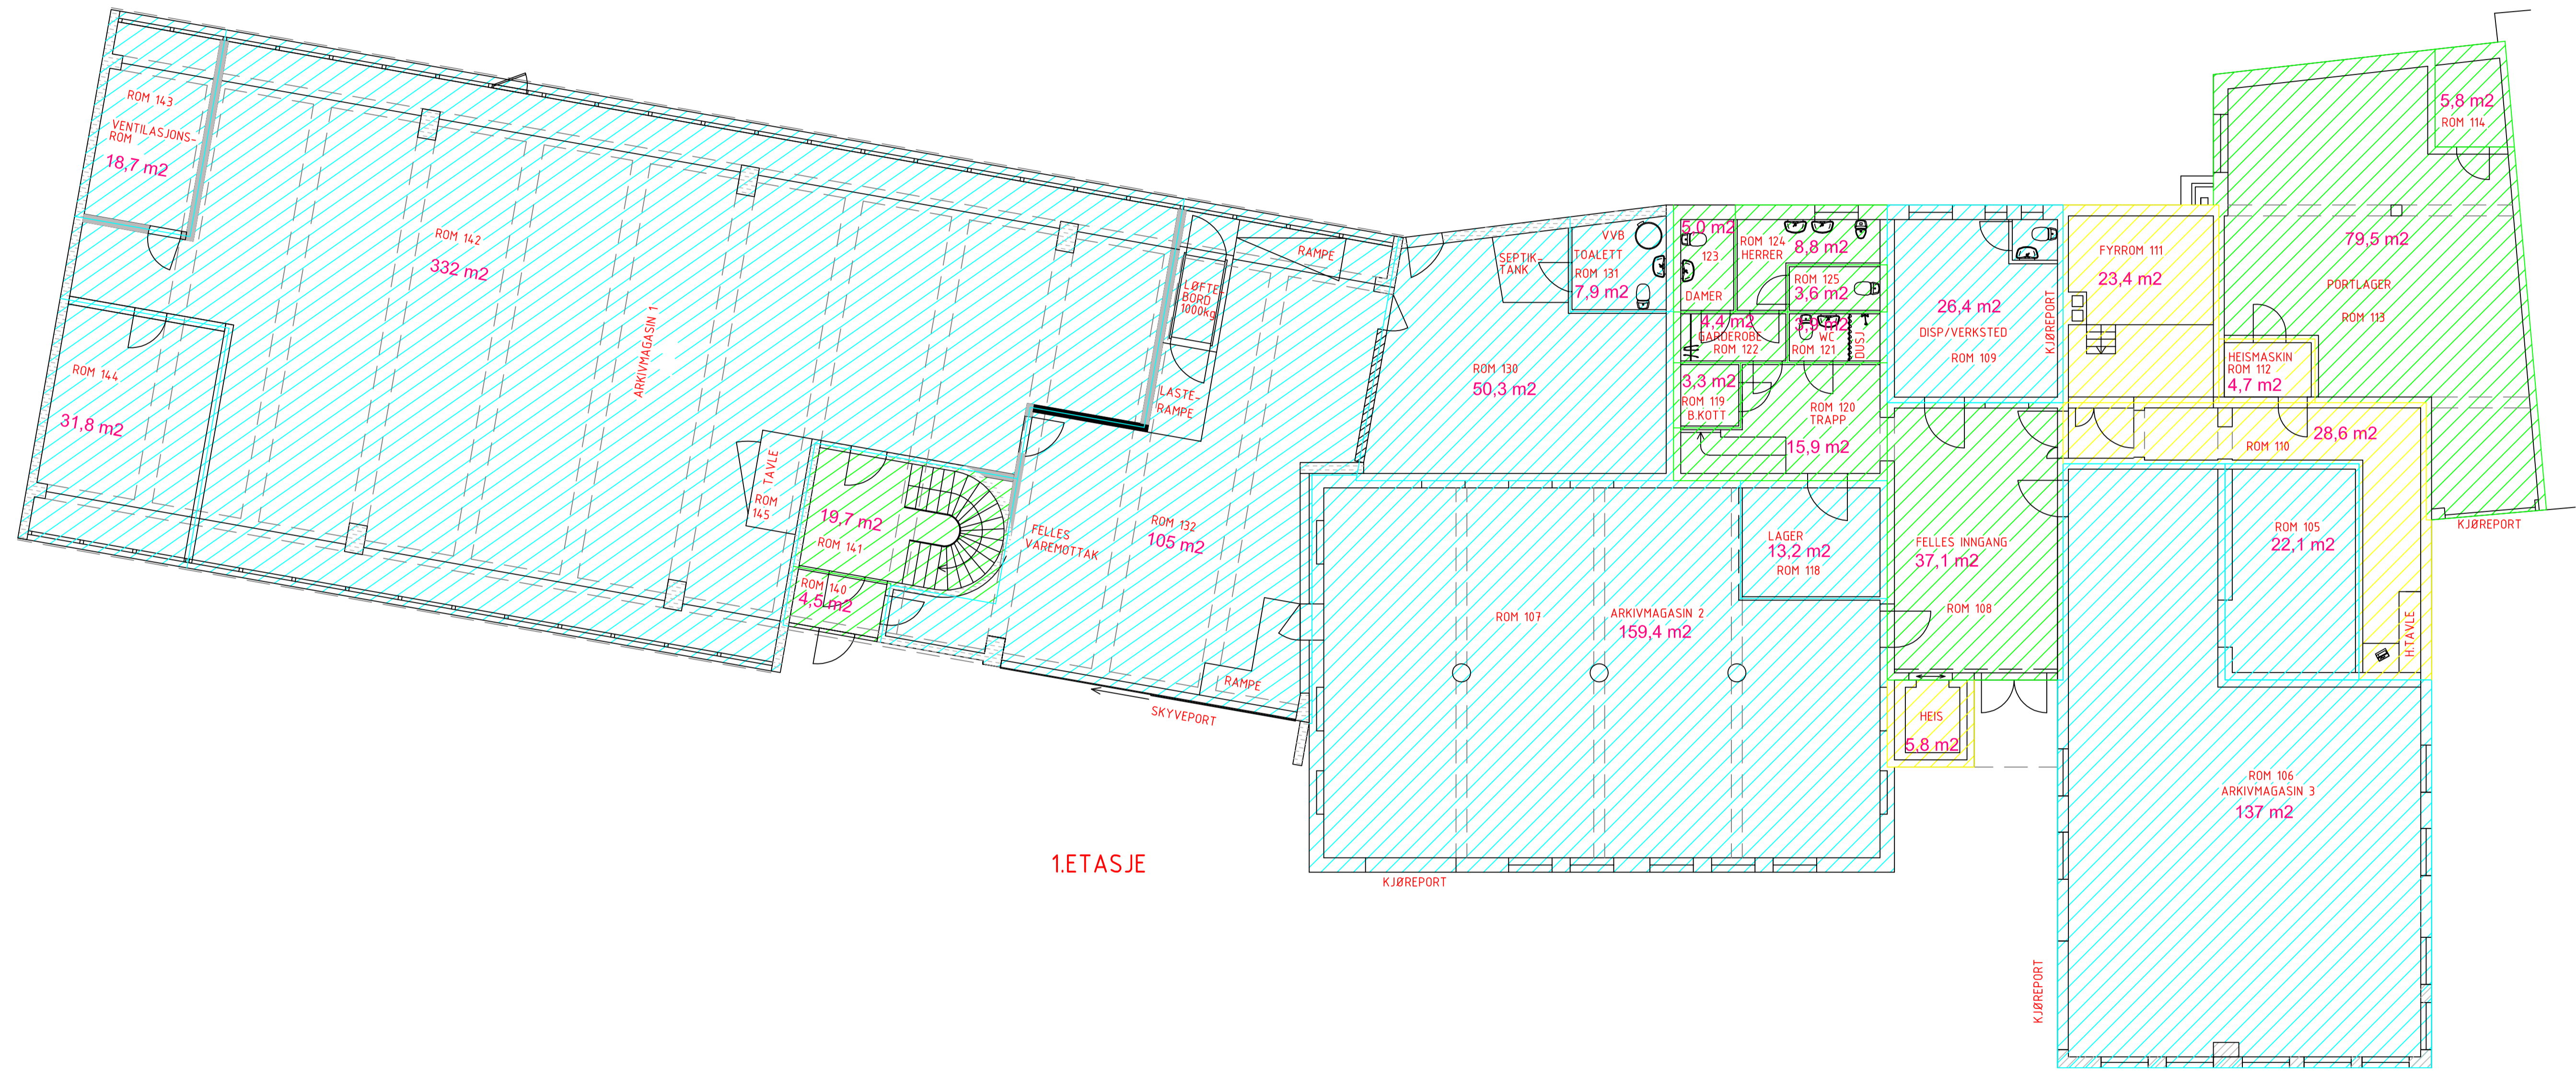 ROM 143
VENTILASJONS-
ROM
18,7 m2
ROM 142
332 m2
ARKIVMAGASIN 1
ROM 144
31,8 m2
TAVLE
ROM
145
19,7 m2
ROM 141
ROM 140
4,5 m2
RAMPE
LØFTE-
BORD
1000kg
LASTE-
RAMPE
FELLES
VAREMOTTAK
ROM 132
105 m2
RAMPE
SKYVEPORT
SEPTIK-
TANK
VVB
TOALETT
ROM 131
7,9 m2
ROM 130
50,3 m2
5,0 m2
123
DAMER
ROM 124
HERRER
8,8 m2
ROM 125
3,6 m2
4,4 m2
GARDEROBE
ROM 122
3,9 m2
WC
ROM 121
DUSJ
3,3 m2
ROM 119
B.KOTT
ROM 120
TRAPP
15,9 m2
26,4 m2
DISP/VERKSTED
ROM 109
KJØREPORT
FYRROM 111
23,4 m2
5,8 m2
ROM 114
79,5 m2
PORTLAGER
ROM 113
HEISMASKIN
ROM 112
4,7 m2
28,6 m2
ROM 110
KJØREPORT
ROM 105
22,1 m2
H.TAVLE
LAGER
13,2 m2
ROM 118
FELLES INNGANG
37,1 m2
ROM 108
ROM 107
ARKIVMAGASIN 2
159,4 m2
HEIS
5,8 m2
ROM 106
ARKIVMAGASIN 3
137 m2
1.ETASJE
KJØREPORT
KJØREPORT